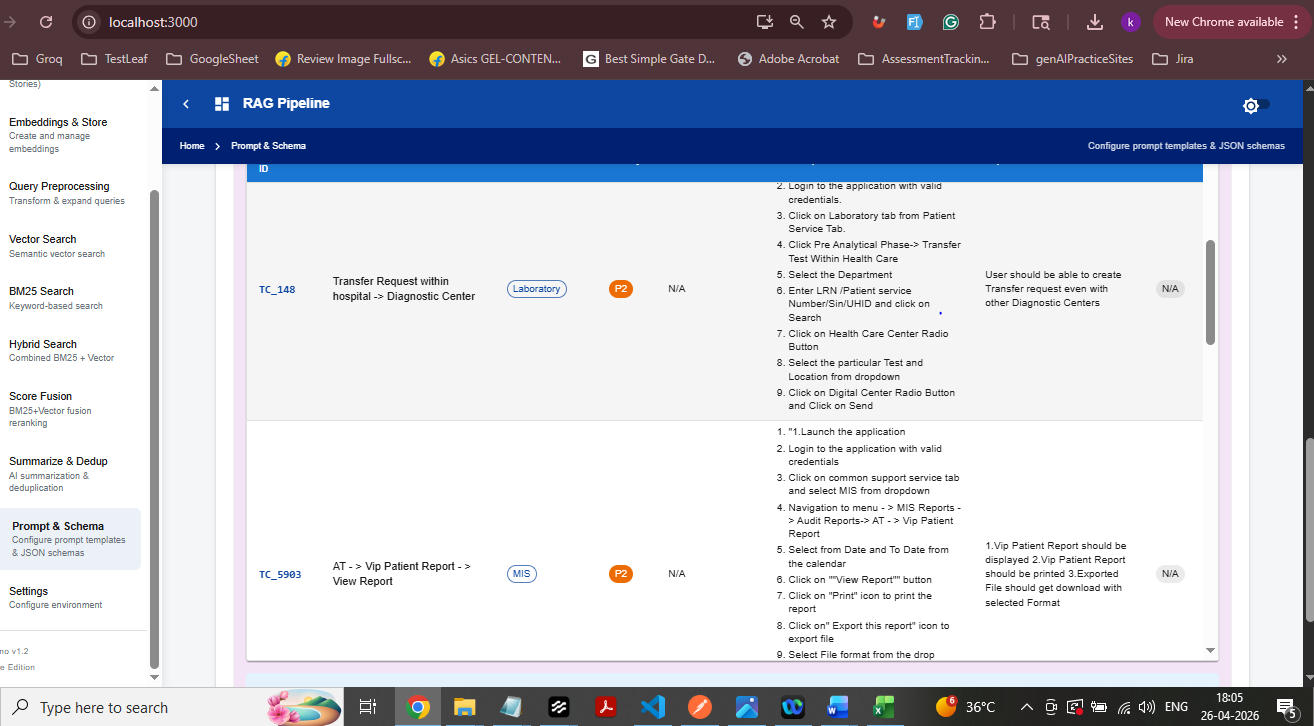 localhost:3000
k
New Chrome available
Groq
TestLeaf
GoogleSheet
Review Image Fullsc...
Asics GEL-CONTEN...
G
Best Simple Gate D...
Adobe Acrobat
AssessmentTrackin...
genAIPracticeSites
Jira
»
Stories)
Embeddings & Store
Create and manage
embeddings
Query Preprocessing
Transform & expand queries
Vector Search
Semantic vector search
BM25 Search
Keyword-based search
Hybrid Search
Combined BM25 + Vector
Score Fusion
BM25+Vector fusion
reranking
Summarize & Dedup
AI summarization &
deduplication
Prompt & Schema
Configure prompt templates
& JSON schemas
Settings
Configure environment
no v1.2
e Edition
RAG Pipeline
Home > Prompt & Schema
Configure prompt templates & JSON schemas
ID
TC_148
Transfer Request within
hospital -> Diagnostic Center
Laboratory
P2
N/A
2. Login to the application with valid
credentials.
3. Click on Laboratory tab from Patient
Service Tab.
4. Click Pre Analytical Phase-> Transfer
Test Within Health Care
5. Select the Department
6. Enter LRN /Patient service
Number/Sin/UHID and click on
Search
7. Click on Health Care Center Radio
Button
8. Select the particular Test and
Location from dropdown
9. Click on Digital Center Radio Button
and Click on Send
User should be able to create
Transfer request even with
other Diagnostic Centers
N/A
TC_5903
AT - > Vip Patient Report - >
View Report
MIS
P2
N/A
1. "1.Launch the application
2. Login to the application with valid
credentials
3. Click on common support service tab
and select MIS from dropdown
4. Navigation to menu - > MIS Reports -
> Audit Reports-> AT - > Vip Patient
Report
5. Select from Date and To Date from
the calendar
6. Click on ""View Report"" button
7. Click on "Print" icon to print the
report
8. Click on" Export this report" icon to
export file
9. Select File format from the drop
1.Vip Patient Report should be
displayed 2.Vip Patient Report
should be printed 3.Exported
File should get download with
selected Format
N/A
Type here to search
6
36°C
ENG
18:05
26-04-2026
5